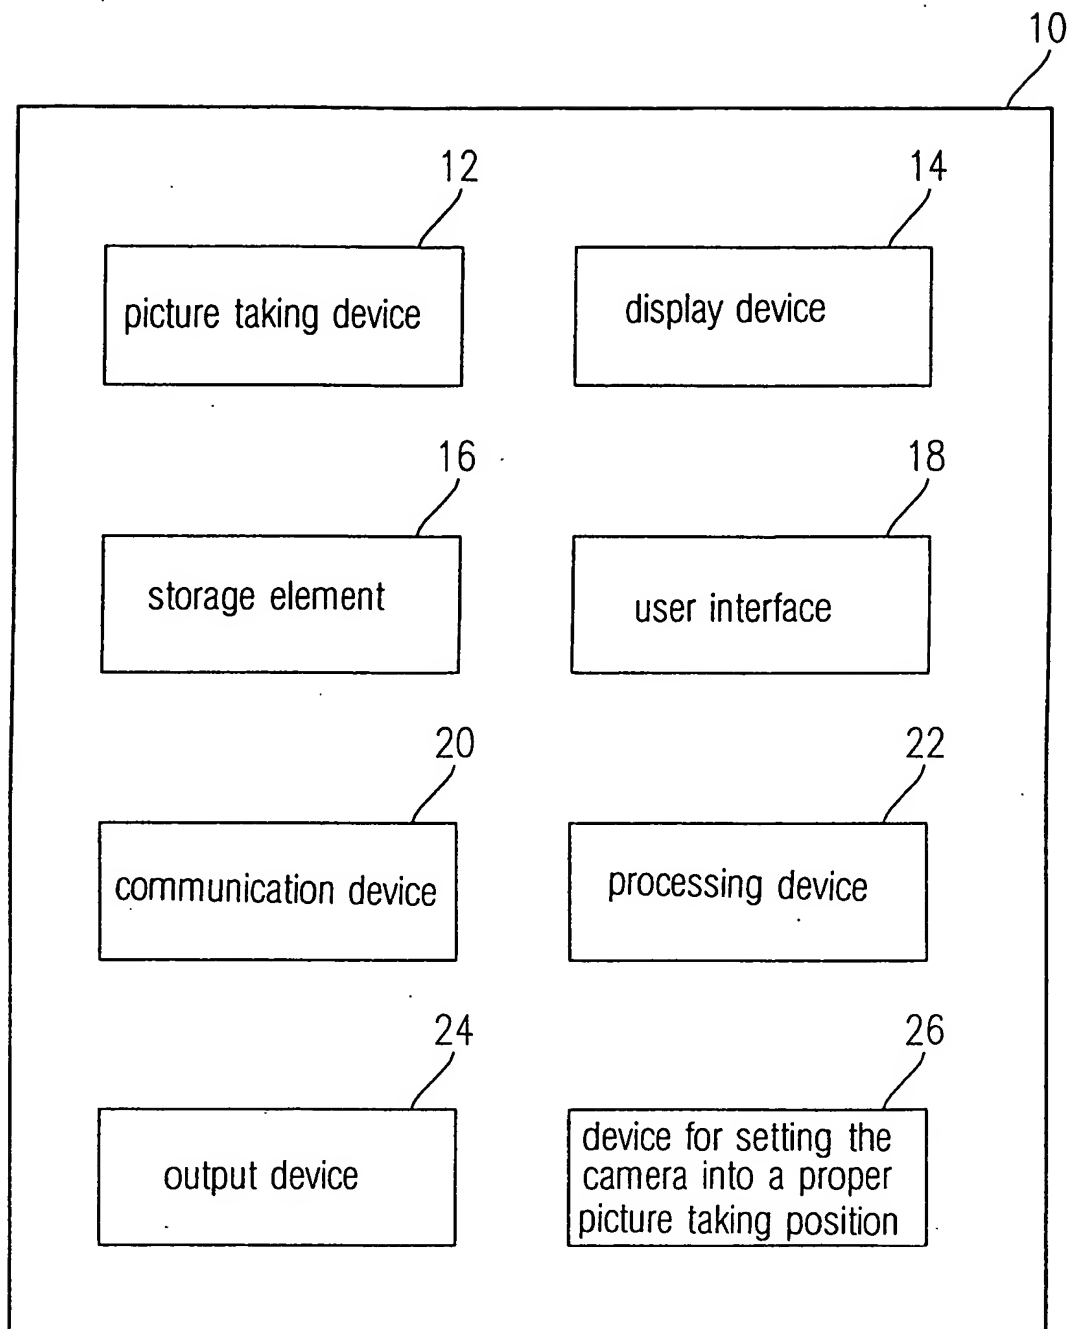 10
12
14
picture taking device
display device
16
18
storage element
user interface
20
22
communication device
processing device
24
26
output device
device for setting the
camera into a proper
picture taking position